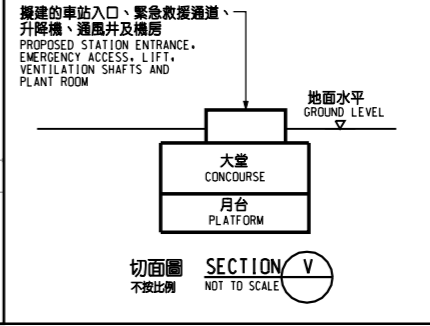 擬建的車站入口、緊急救援通道、
升降機、通風井及機房
PROPOSED STATION ENTRANCE,
EMERGENCY ACCESS, LIFT,
VENTILATION SHAFTS AND
PLANT ROOM
地面水平
GROUND LEVEL
大堂
CONCOURSE
月台
PLATFORM
切面圖 SECTION V
不按比例 NOT TO SCALE